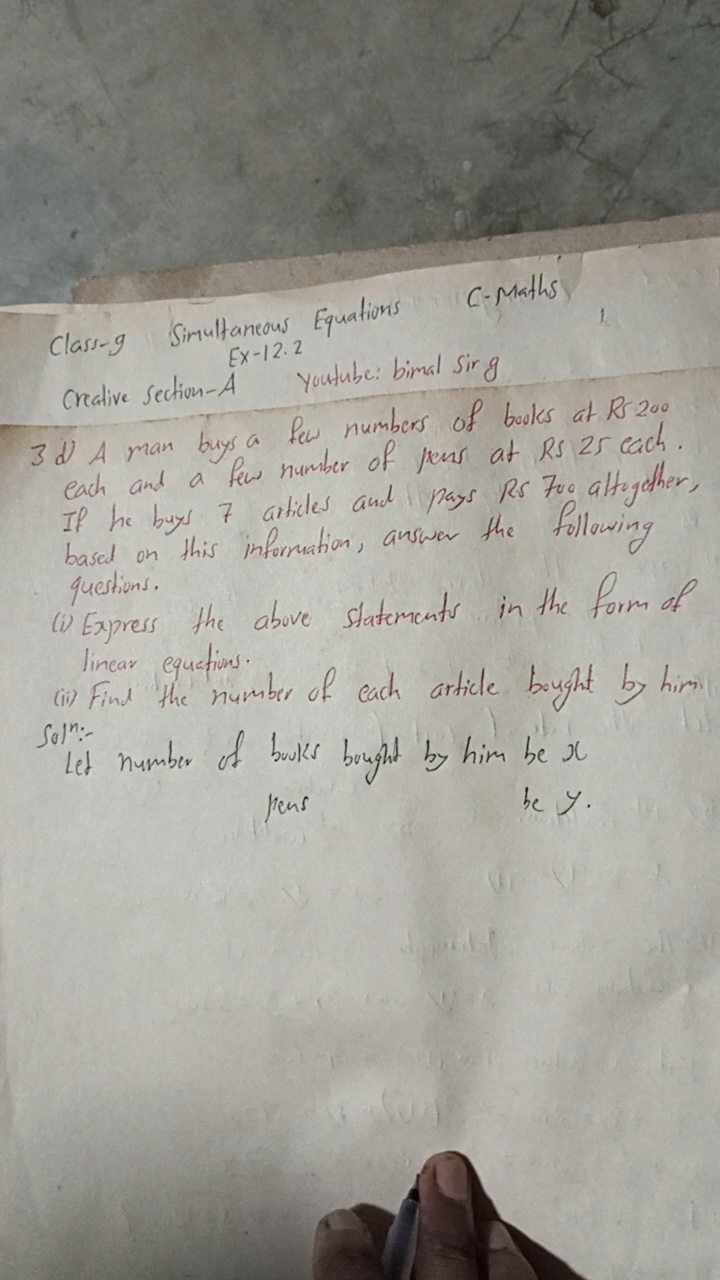 Class-9 Simultaneous Equations C-Maths
Ex-12.2
Creative Section-A Youtube: bimal Sir g
3 d) A man buys a few numbers of books at RS 200
each and a few number of pens at RS 25 each.
If he buys 7 articles and pays RS 700 altogether,
based on this information, answer the following
questions.
(i) Express the above statements in the form of
linear equations.
(ii) Find the number of each article bought by him.
Solⁿ:-
Let number of books bought by him be x
pens be y.